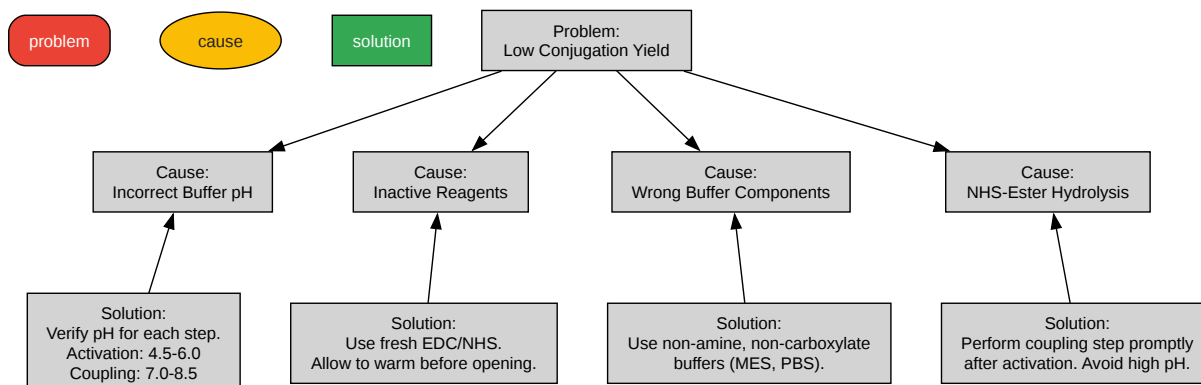 problem
cause
solution
Problem:
Low Conjugation Yield
Cause:
Incorrect Buffer pH
Cause:
Inactive Reagents
Cause:
Wrong Buffer Components
Cause:
NHS-Ester Hydrolysis
Solution:
Verify pH for each step.
Activation: 4.5-6.0
Coupling: 7.0-8.5
Solution:
Use fresh EDC/NHS.
Allow to warm before opening.
Solution:
Use non-amine, non-carboxylate
buffers (MES, PBS).
Solution:
Perform coupling step promptly
after activation. Avoid high pH.